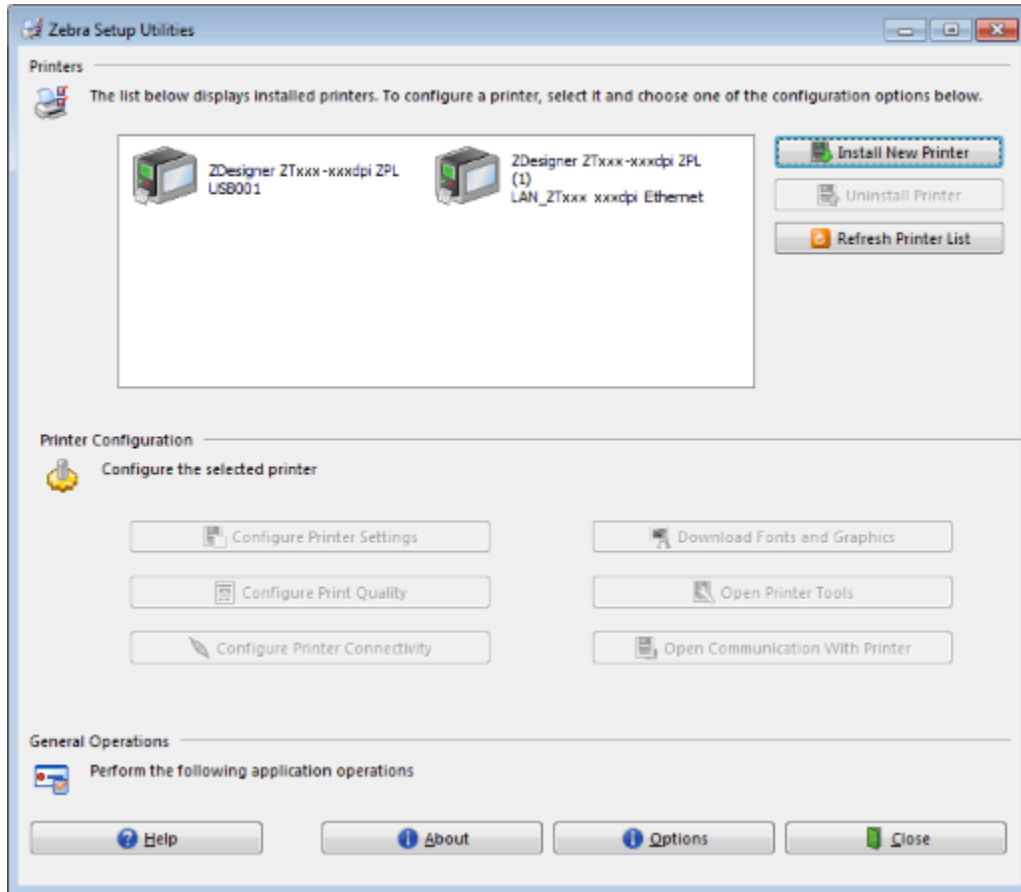 Zebra Setup Utilities
Printers
The list below displays installed printers. To configure a printer, select it and choose one of the configuration options below.
ZDesigner ZTxxx-xxxdpi ZPL
USB001
ZDesigner ZTxxx-xxxdpi ZPL
(1)
LAN_ZTxxx xxxdpi Ethernet
Install New Printer
Uninstall Printer
Refresh Printer List
Printer Configuration
Configure the selected printer
Configure Printer Settings
Download Fonts and Graphics
Configure Print Quality
Open Printer Tools
Configure Printer Connectivity
Open Communication With Printer
General Operations
Perform the following application operations
Help
About
Options
Close